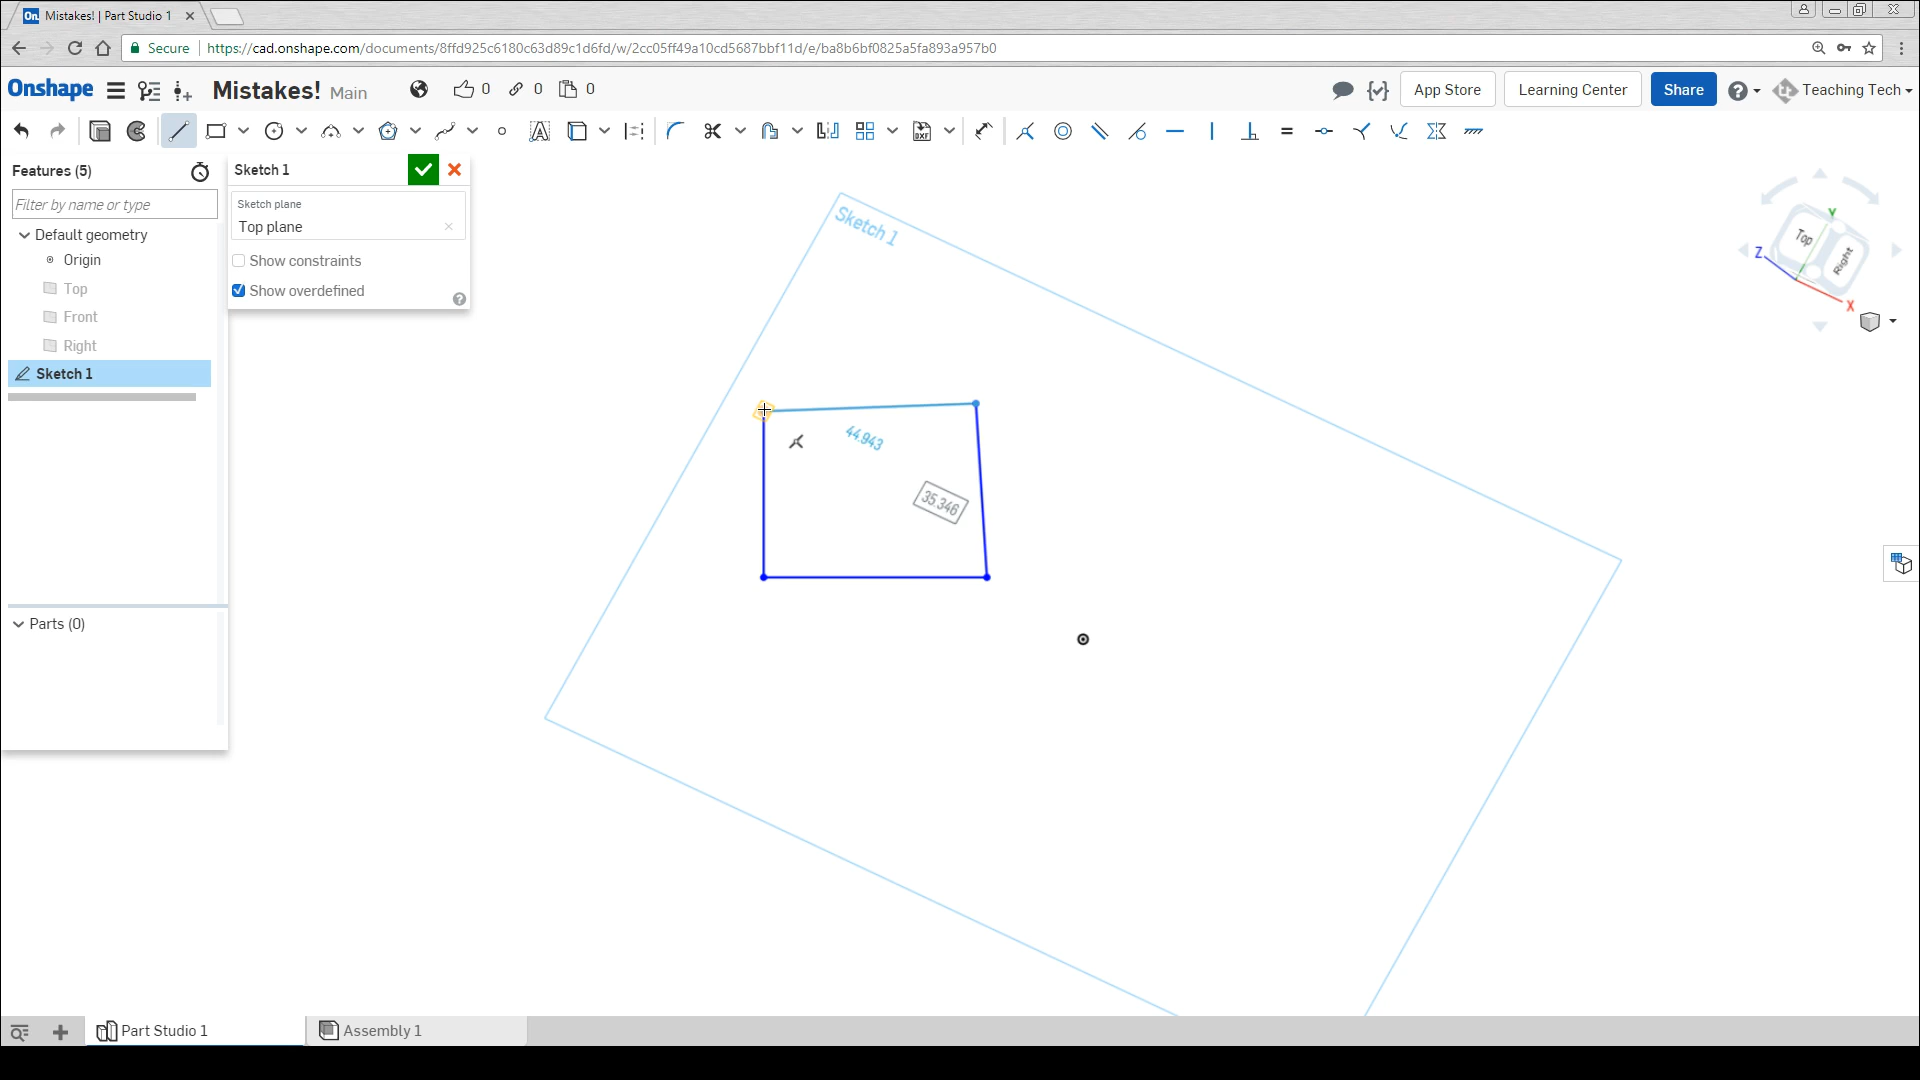 Mistakes! | Part Studio 1
Secure
https://cad.onshape.com/documents/8ffd925c6180c63d89c1d6fd/w/2cc05ff49a10cd5687bbf11d/e/ba8b6bf0825a5fa893a957b0
Onshape
Mistakes! Main
0
0
0
App Store
Learning Center
Share
Teaching Tech
DXF
Features (5)
Filter by name or type
Default geometry
Origin
Top
Front
Right
Sketch 1
Sketch 1
Sketch plane
Top plane
Show constraints
Show overdefined
Sketch 1
44.943
35.346
Y
Top
Right
Z
X
Parts (0)
Part Studio 1
Assembly 1